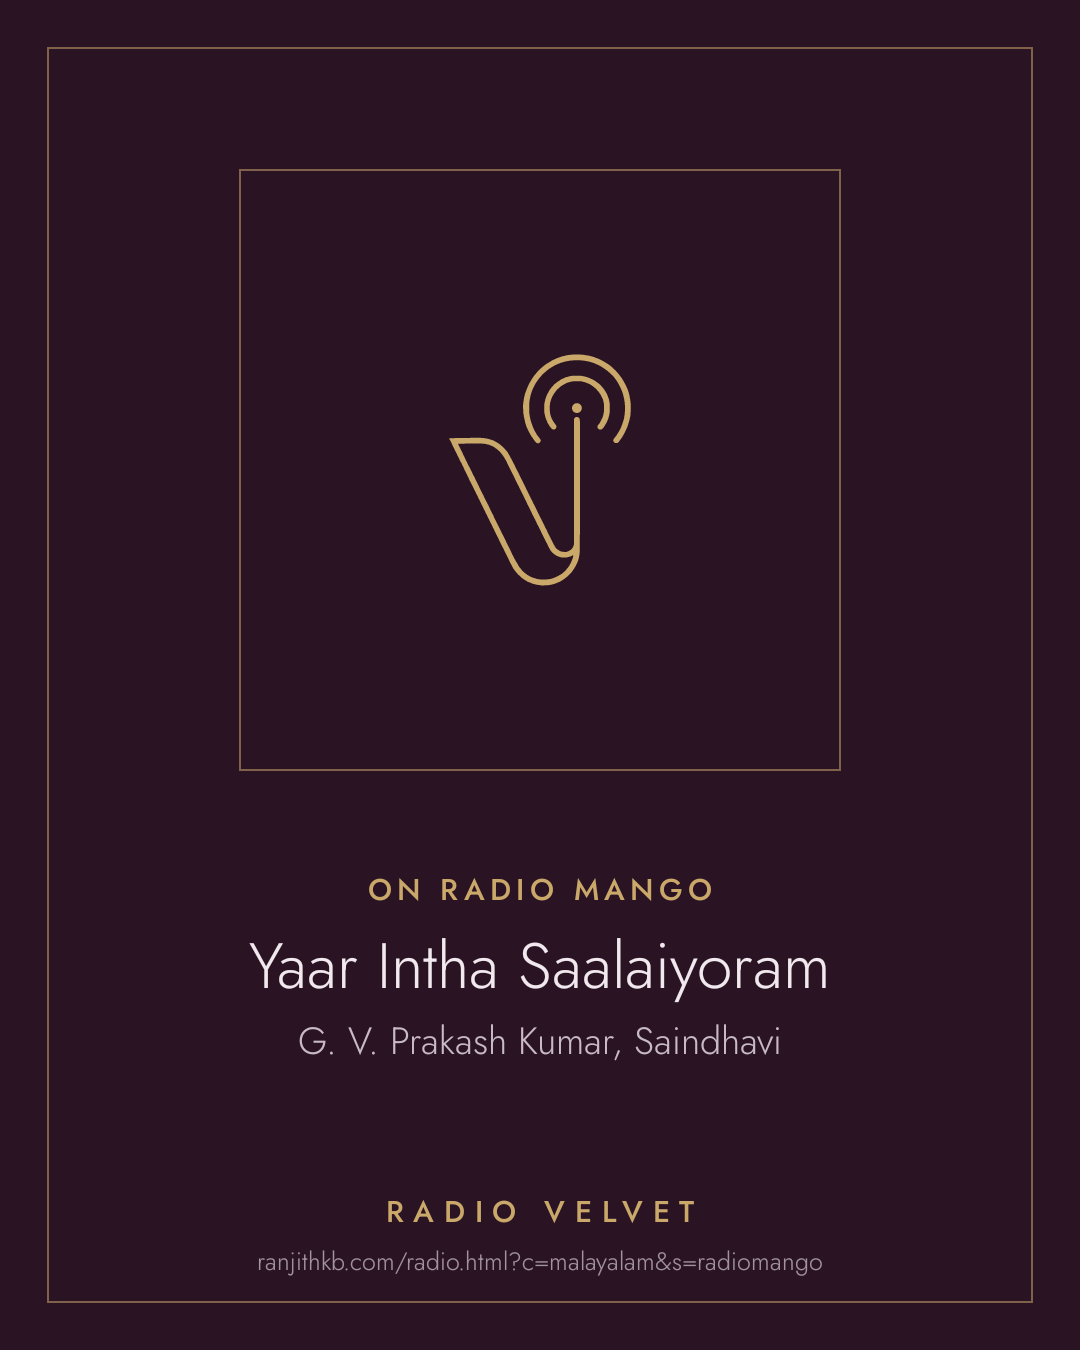 ON RADIO MANGO
Yaar Intha Saalaiyoram
G. V. Prakash Kumar, Saindhavi
RADIO VELVET
ranjithkb.com/radio.html?c=malayalam&s=radiomango